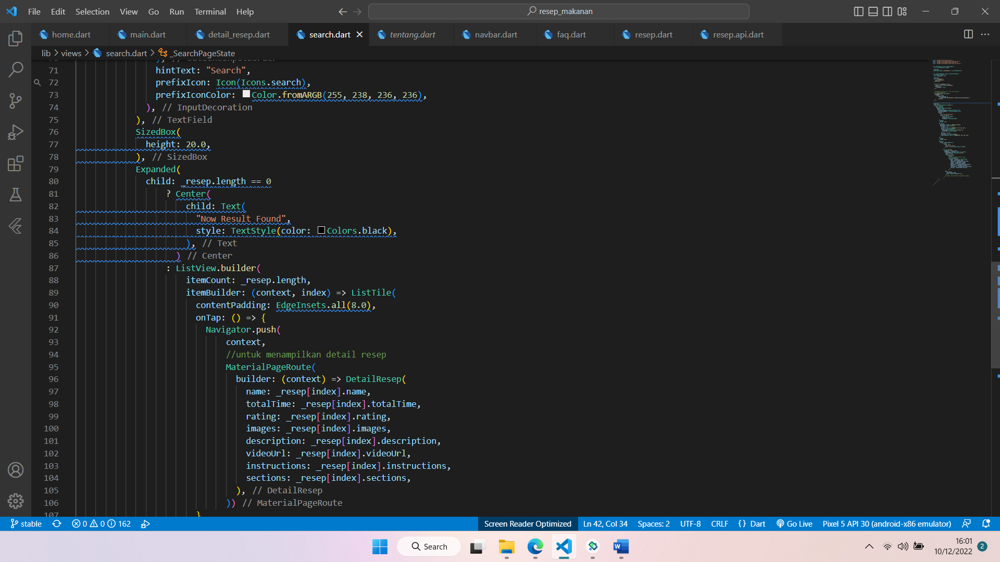 File Edit Selection View Go Run Terminal Help
resep_makanan
home.dart main.dart detail_resep.dart search.dart tentang.dart navbar.dart faq.dart resep.dart resep.api.dart
lib > views > search.dart > _SearchPageState
71 hintText: "Search",
72 prefixIcon: Icon(Icons.search),
73 prefixIconColor: Color.fromARGB(255, 238, 236, 236),
74 ), // InputDecoration
75 ), // TextField
76 SizedBox(
77 height: 20.0,
78 ), // SizedBox
79 Expanded(
80 child: _resep.length == 0
81 ? Center(
82 child: Text(
83 "Now Result Found",
84 style: TextStyle(color: Colors.black),
85 ), // Text
86 ) // Center
87 : ListView.builder(
88 itemCount: _resep.length,
89 itemBuilder: (context, index) => ListTile(
90 contentPadding: EdgeInsets.all(8.0),
91 onTap: () => {
92 Navigator.push(
93 context,
94 //untuk menampilkan detail resep
95 MaterialPageRoute(
96 builder: (context) => DetailResep(
97 name: _resep[index].name,
98 totalTime: _resep[index].totalTime,
99 rating: _resep[index].rating,
100 images: _resep[index].images,
101 description: _resep[index].description,
102 videoUrl: _resep[index].videoUrl,
103 instructions: _resep[index].instructions,
104 sections: _resep[index].sections,
105 ), // DetailResep
106 )) // MaterialPageRoute
107 }
stable 0 0 162 Screen Reader Optimized Ln 42, Col 34 Spaces: 2 UTF-8 CRLF {} Dart Go Live Pixel 5 API 30 (android-x86 emulator)
Search
16:01
10/12/2022 2